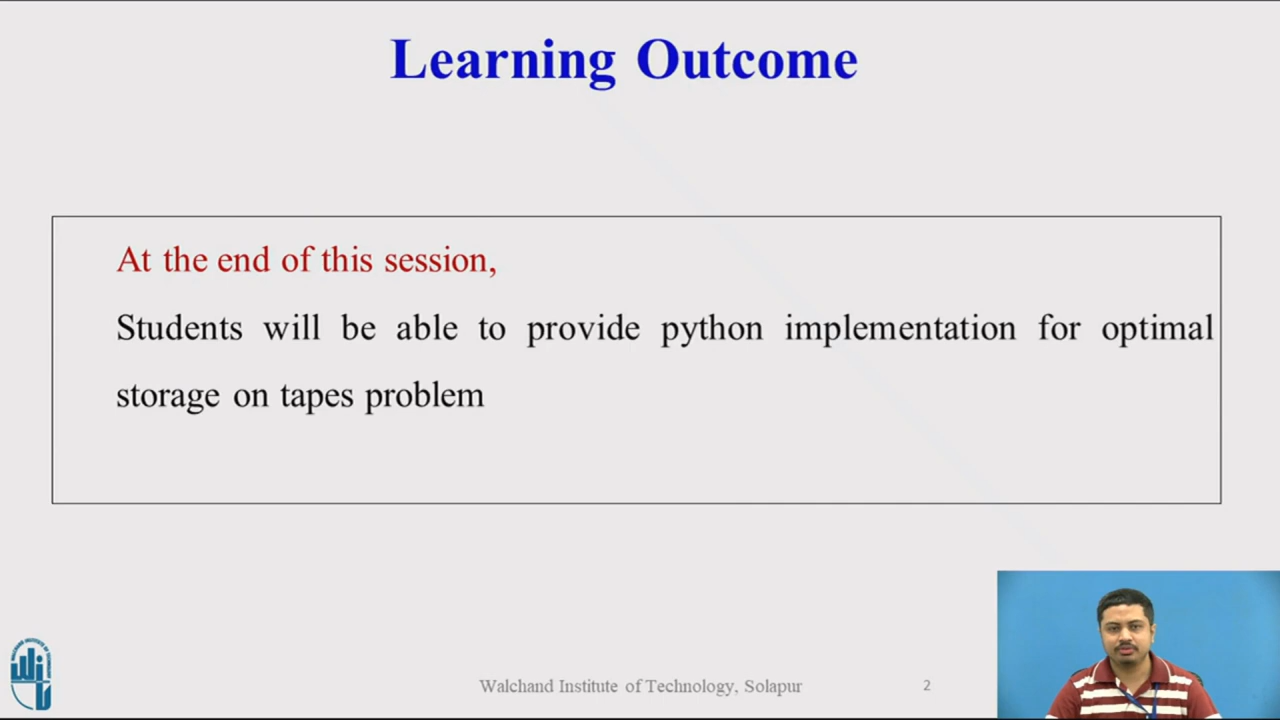 Learning Outcome
At the end of this session,
Students will be able to provide python implementation for optimal
storage on tapes problem
Walchand Institute of Technology, Solapur
2